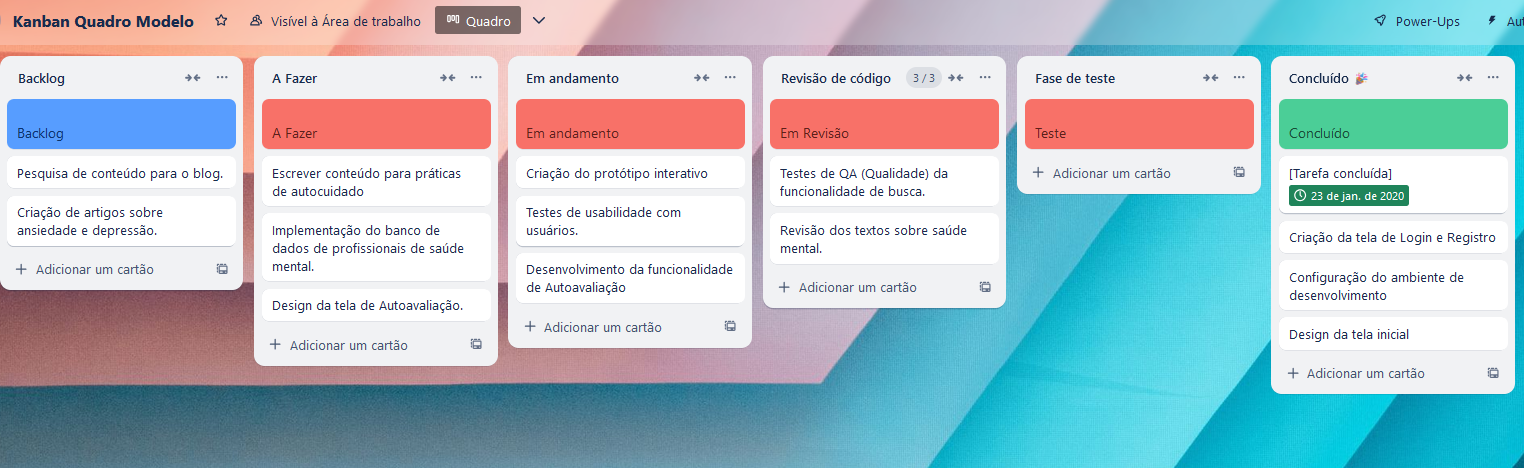 Kanban Quadro Modelo
Visível à Área de trabalho
Quadro
Power-Ups
Backlog
Backlog
Pesquisa de conteúdo para o blog.
Criação de artigos sobre
ansiedade e depressão.
Adicionar um cartão
A Fazer
A Fazer
Escrever conteúdo para práticas
de autocuidado
Implementação do banco de
dados de profissionais de saúde
mental.
Design da tela de Autoavaliação.
Adicionar um cartão
Em andamento
Em andamento
Criação do protótipo interativo
Testes de usabilidade com
usuários.
Desenvolvimento da funcionalidade
de Autoavaliação
Adicionar um cartão
Revisão de código
3 / 3
Em Revisão
Testes de QA (Qualidade) da
funcionalidade de busca.
Revisão dos textos sobre saúde
mental.
Adicionar um cartão
Fase de teste
Teste
Adicionar um cartão
Concluído 🎉
Concluído
[Tarefa concluída]
23 de jan. de 2020
Criação da tela de Login e Registro
Configuração do ambiente de
desenvolvimento
Design da tela inicial
Adicionar um cartão